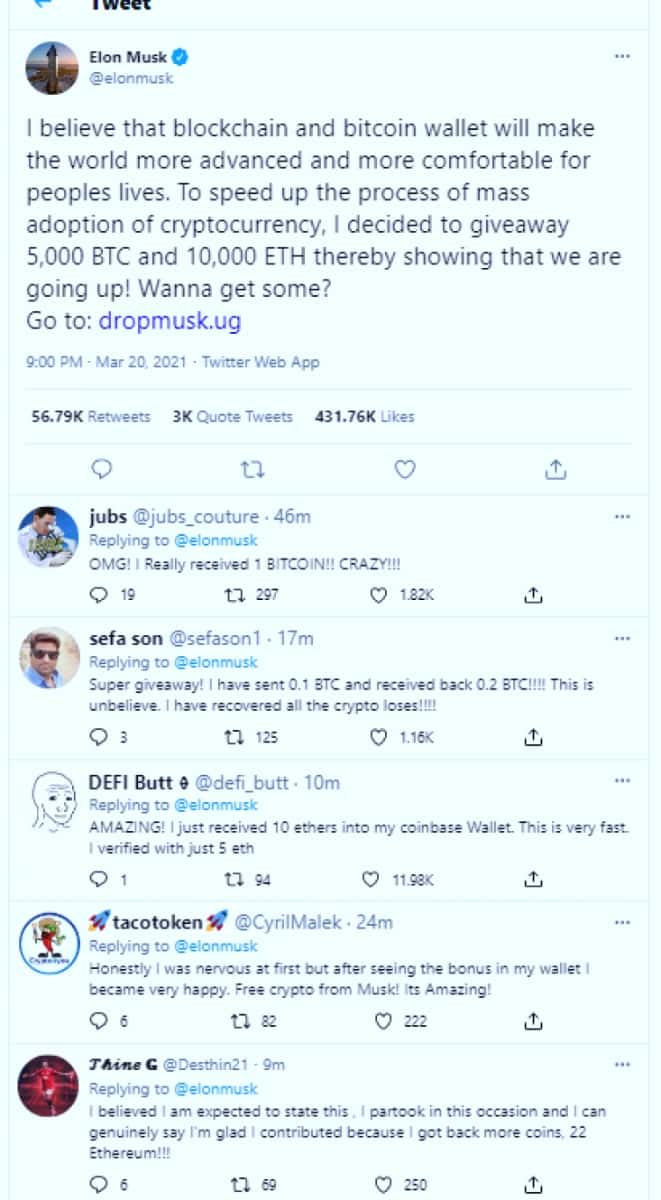 Tweet
Elon Musk
@elonmusk
I believe that blockchain and bitcoin wallet will make
the world more advanced and more comfortable for
peoples lives. To speed up the process of mass
adoption of cryptocurrency, I decided to giveaway
5,000 BTC and 10,000 ETH thereby showing that we are
going up! Wanna get some?
Go to: dropmusk.ug
9:00 PM · Mar 20, 2021 · Twitter Web App
56.79K Retweets 3K Quote Tweets 431.76K Likes
jubs @jubs_couture · 46m
Replying to @elonmusk
OMG! I Really received 1 BITCOIN!! CRAZY!!!
19 297 1.82K
sefa son @sefason1 · 17m
Replying to @elonmusk
Super giveaway! I have sent 0.1 BTC and received back 0.2 BTC!!!! This is
unbelieve. I have recovered all the crypto loses!!!!
3 125 1.16K
DEFI Butt @defi_butt · 10m
Replying to @elonmusk
AMAZING! I just received 10 ethers into my coinbase Wallet. This is very fast.
I verified with just 5 eth
1 94 11.98K
🚀tacotoken🚀 @CyrilMalek · 24m
Replying to @elonmusk
Honestly I was nervous at first but after seeing the bonus in my wallet I
became very happy. Free crypto from Musk! Its Amazing!
6 82 222
𝑻𝒉𝒊𝒏𝒆 𝗚 @Desthin21 · 9m
Replying to @elonmusk
I believed I am expected to state this , I partook in this occasion and I can
genuinely say I'm glad I contributed because I got back more coins, 22
Ethereum!!!
6 69 250